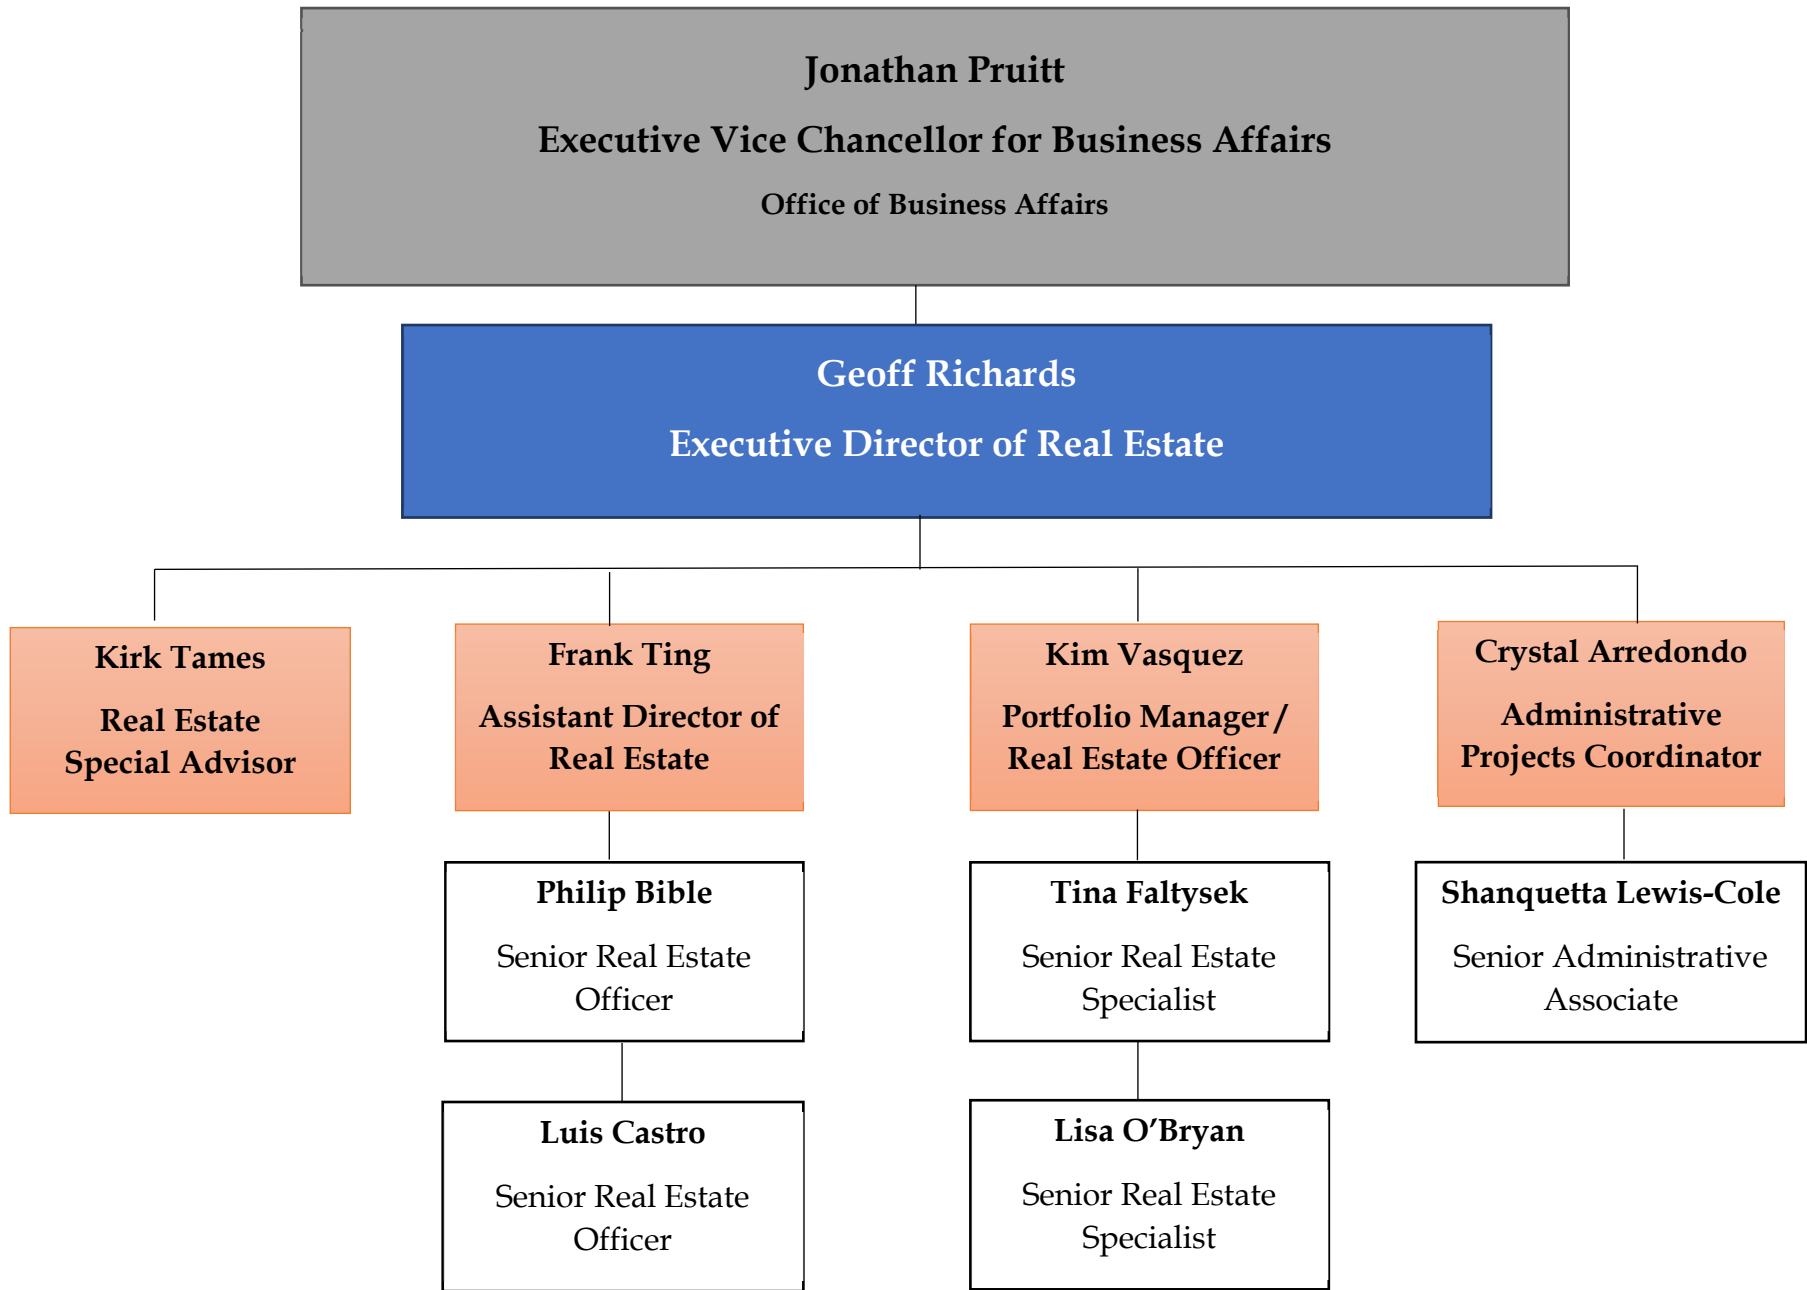 Jonathan Pruitt
Executive Vice Chancellor for Business Affairs
Office of Business Affairs
Geoff Richards
Executive Director of Real Estate
Kirk Tames
Real Estate
Special Advisor
Frank Ting
Assistant Director of
Real Estate
Kim Vasquez
Portfolio Manager/
Real Estate Officer
Crystal Arredondo
Administrative
Projects Coordinator
Philip Bible
Senior Real Estate
Officer
Tina Faltysek
Senior Real Estate
Specialist
Shanquetta Lewis-Cole
Senior Administrative
Associate
Luis Castro
Senior Real Estate
Officer
Lisa O’Bryan
Senior Real Estate
Specialist